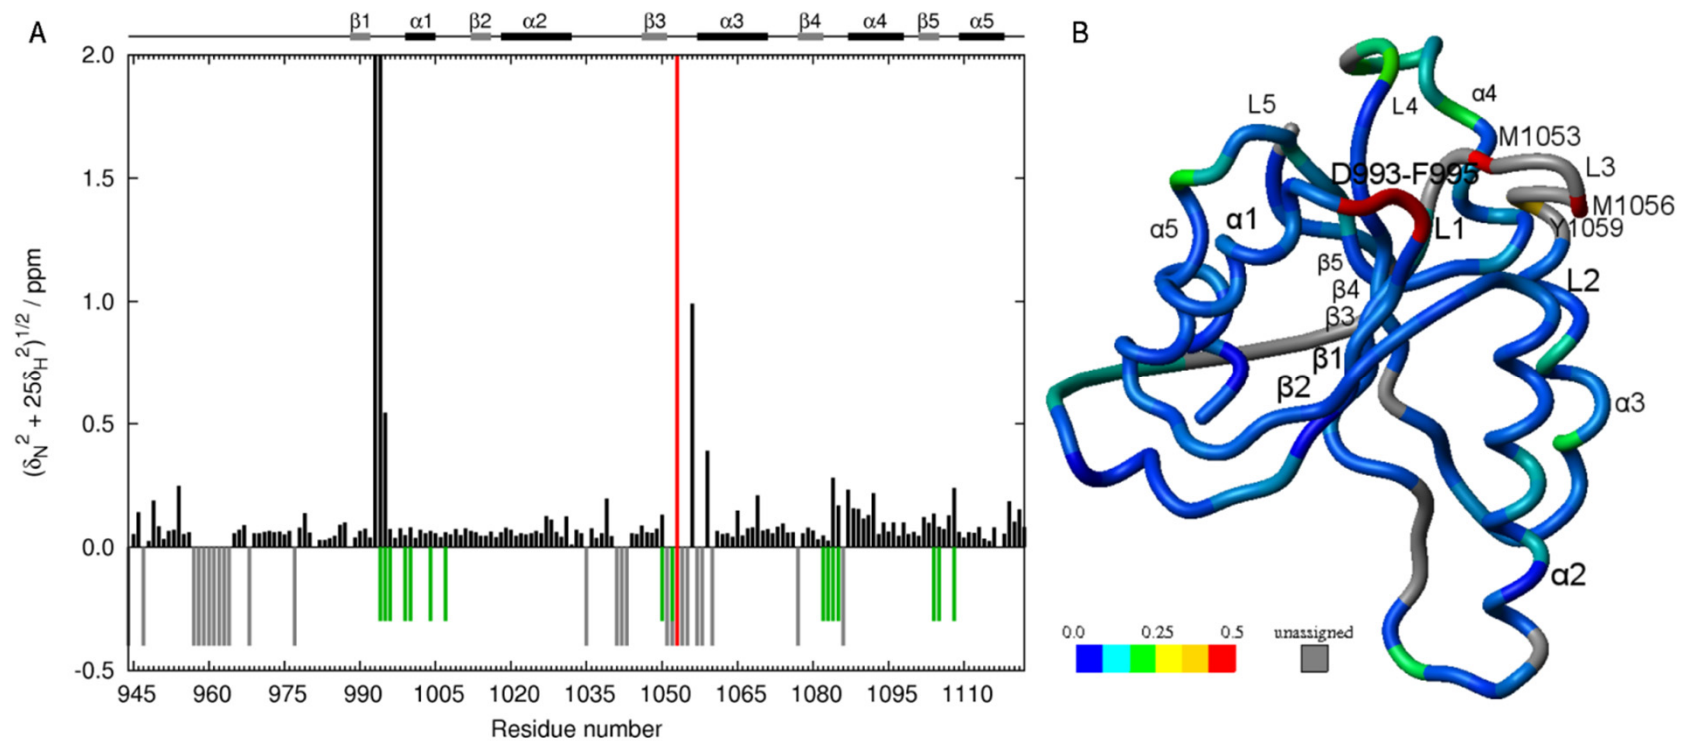 A
β1 α1 β2 α2 β3 α3 β4 α4 β5 α5
2.0
1.5
1.0
0.5
0.0
-0.5
(δN2 + 25δH2)1/2 / ppm
945 960 975 990 1005 1020 1035 1050 1065 1080 1095 1110
Residue number
B
L5
L4
α4
M1053
L3
D993-F995
M1056
α5
α1
L1
Y1059
β5
L2
β4
β3
β1
β2
α3
α2
0.0 0.25 0.5 unassigned